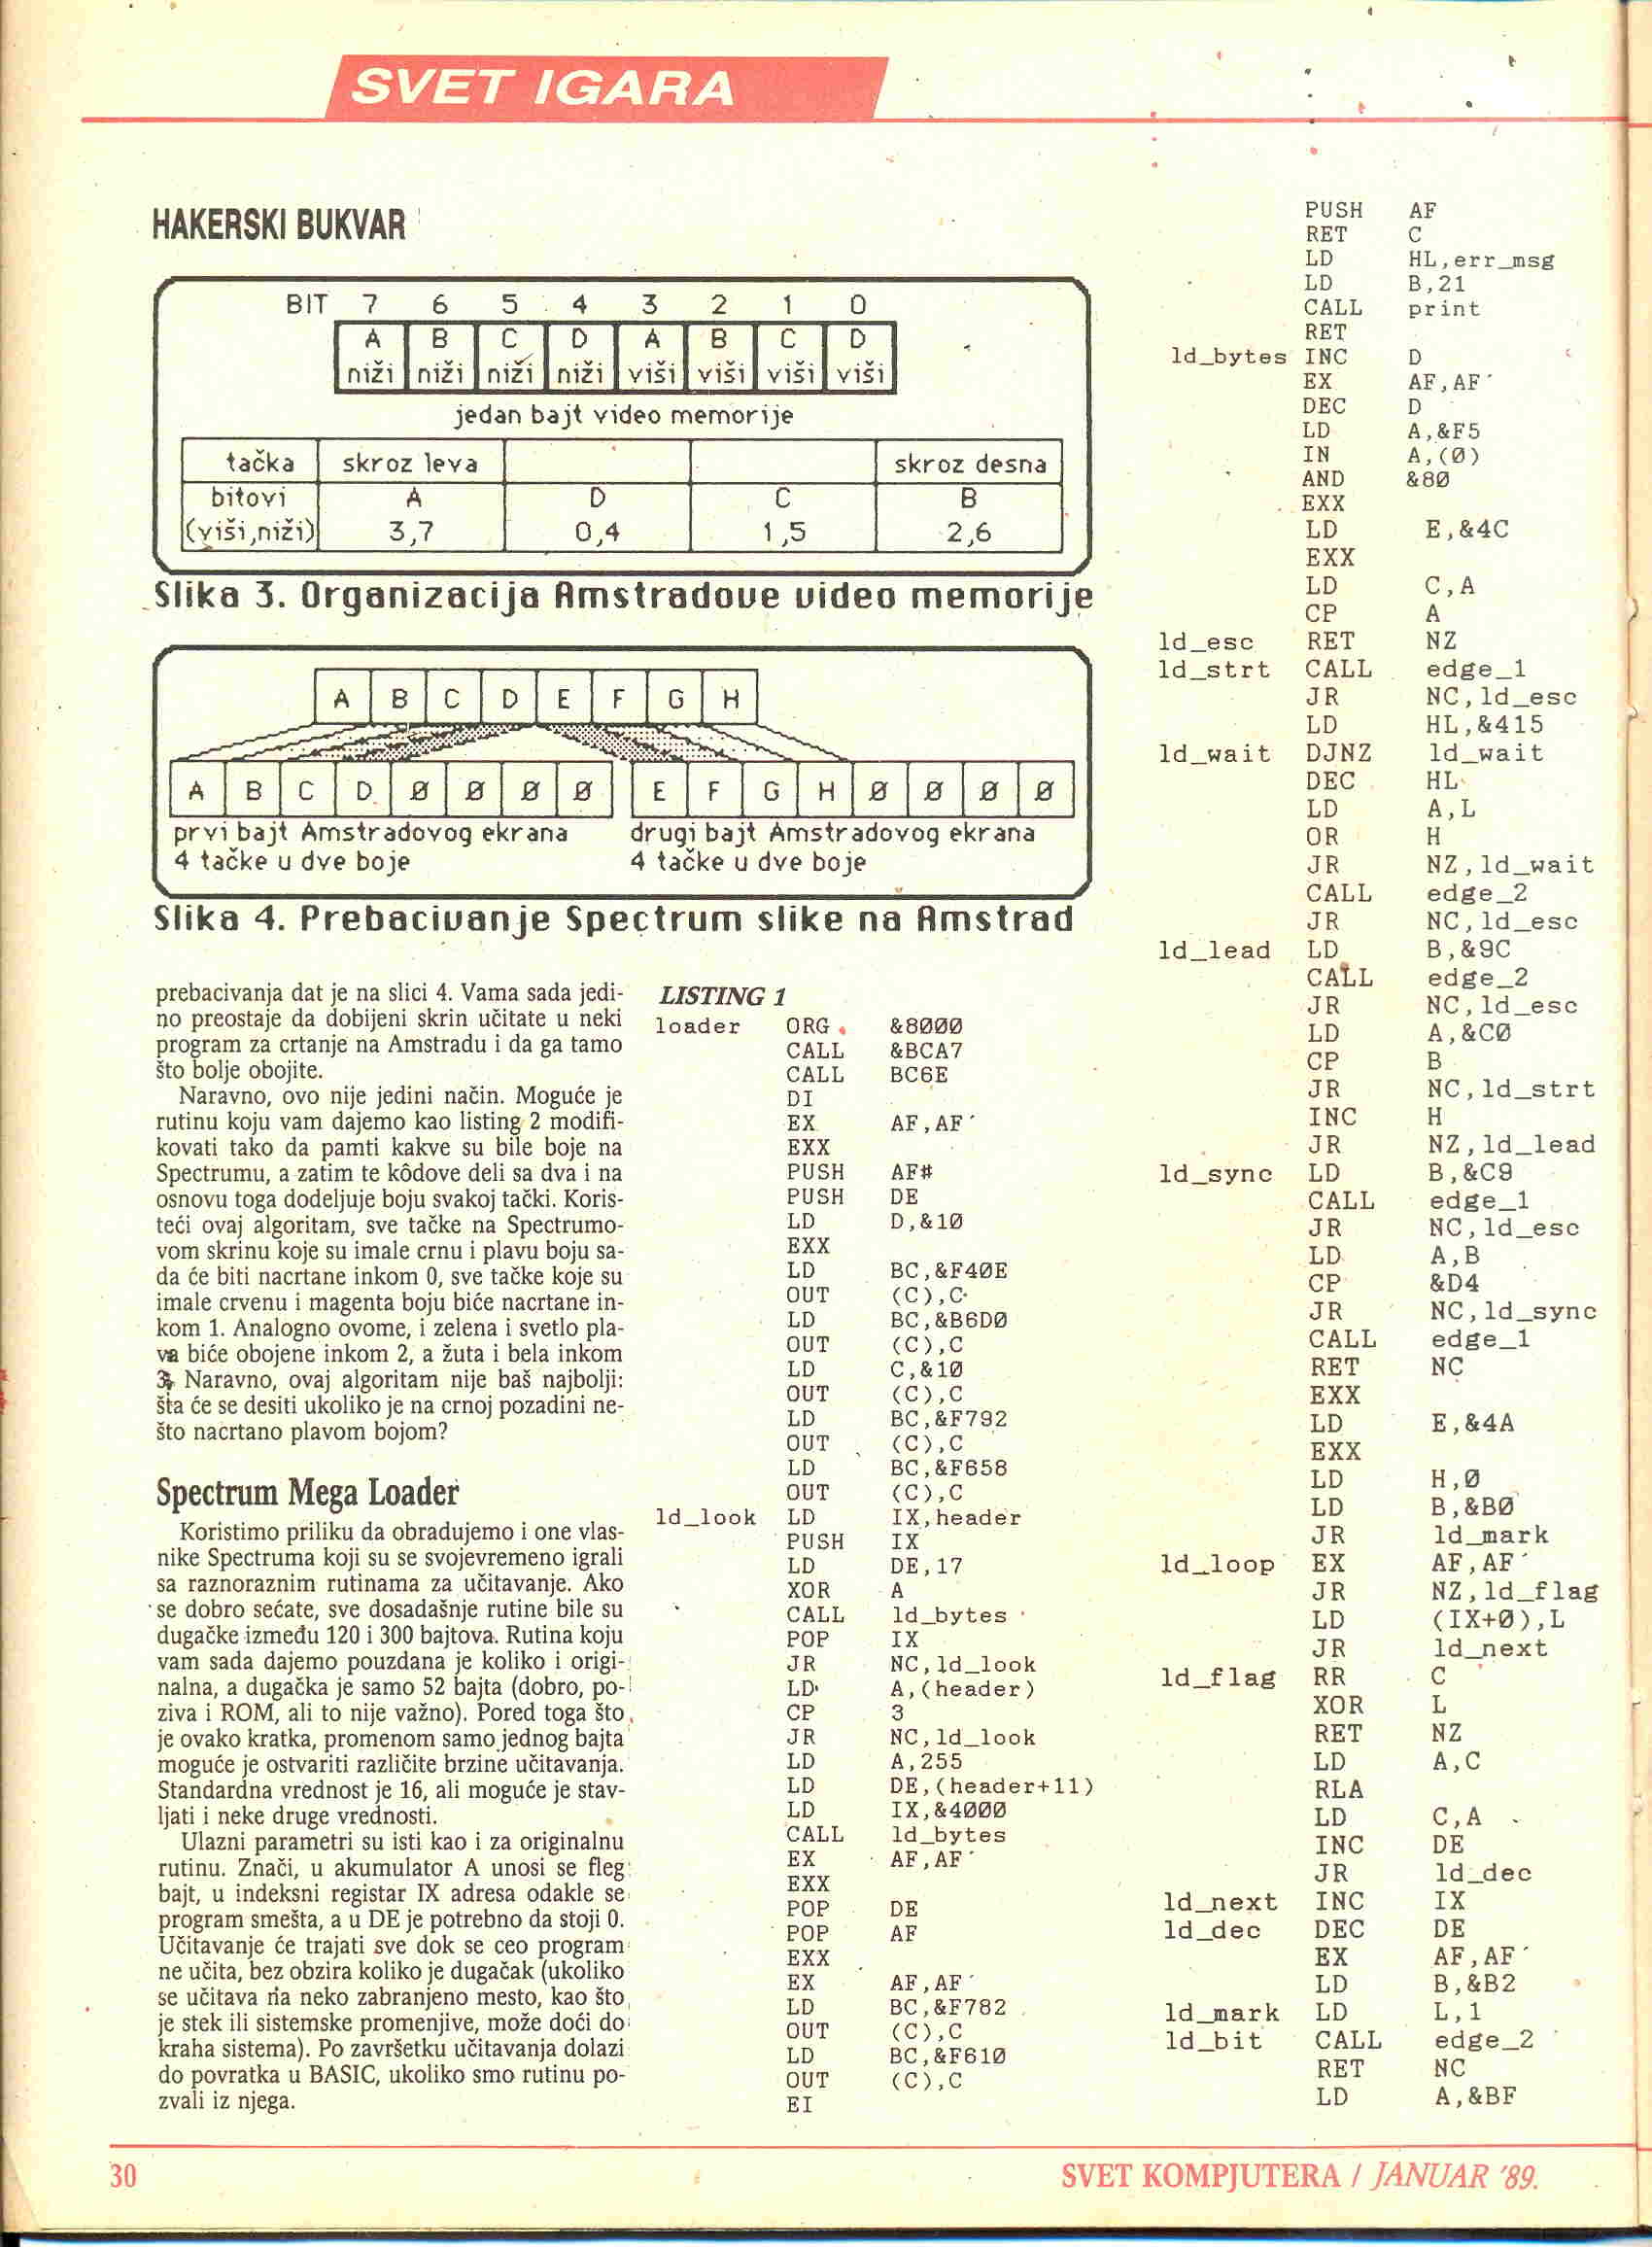 SVET IGARA
HAKERSKI BUKVAR
BIT 7 6 5 4 3 2 1 0
A B C D A B C D
niži niži niži niži viši viši viši viši
jedan bajt video memorije
tačka skroz leva skroz desna
bitovi A D C B
(viši,niži) 3,7 0,4 1,5 2,6
Slika 3. Organizacija Amstradove video memorije
A B C D E F G H
A B C D Ø Ø Ø Ø E F G H Ø Ø Ø Ø
prvi bajt Amstradovog ekrana drugi bajt Amstradovog ekrana
4 tačke u dve boje 4 tačke u dve boje
Slika 4. Prebacivanje Spectrum slike na Amstrad
prebacivanja dat je na slici 4. Vama sada jedi-
no preostaje da dobijeni skrin učitate u neki
program za crtanje na Amstradu i da ga tamo
što bolje obojite.
Naravno, ovo nije jedini način. Moguće je
rutinu koju vam dajemo kao listing 2 modifi-
kovati tako da pamti kakve su bile boje na
Spectrumu, a zatim te kôdove deli sa dva i na
osnovu toga dodeljuje boju svakoj tački. Koris-
teći ovaj algoritam, sve tačke na Spectrumo-
vom skrinu koje su imale crnu i plavu boju sa-
da će biti nacrtane inkom 0, sve tačke koje su
imale crvenu i magenta boju biće nacrtane in-
kom 1. Analogno ovome, i zelena i svetlo pla-
va biće obojene inkom 2, a žuta i bela inkom
3. Naravno, ovaj algoritam nije baš najbolji:
šta će se desiti ukoliko je na crnoj pozadini ne-
što nacrtano plavom bojom?
Spectrum Mega Loader
Koristimo priliku da obradujemo i one vlas-
nike Spectruma koji su se svojevremeno igrali
sa raznoraznim rutinama za učitavanje. Ako
se dobro sećate, sve dosadašnje rutine bile su
dugačke između 120 i 300 bajtova. Rutina koju
vam sada dajemo pouzdana je koliko i origi-
nalna, a dugačka je samo 52 bajta (dobro, po-
ziva i ROM, ali to nije važno). Pored toga što
je ovako kratka, promenom samo jednog bajta
moguće je ostvariti različite brzine učitavanja.
Standardna vrednost je 16, ali moguće je stav-
ljati i neke druge vrednosti.
Ulazni parametri su isti kao i za originalnu
rutinu. Znači, u akumulator A unosi se fleg
bajt, u indeksni registar IX adresa odakle se
program smešta, a u DE je potrebno da stoji 0.
Učitavanje će trajati sve dok se ceo program
ne učita, bez obzira koliko je dugačak (ukoliko
se učitava na neko zabranjeno mesto, kao što
je stek ili sistemske promenjive, može doći do
kraha sistema). Po završetku učitavanja dolazi
do povratka u BASIC, ukoliko smo rutinu po-
zvali iz njega.
LISTING 1
loader ORG &8ØØØ
CALL &BCA7
CALL BC6E
DI
EX AF,AF´
EXX
PUSH AF#
PUSH DE
LD D,&1Ø
EXX
LD BC,&F4ØE
OUT (C),C
LD BC,&B6DØ
OUT (C),C
LD C,&1Ø
OUT (C),C
LD BC,&F792
OUT (C),C
LD BC,&F658
OUT (C),C
ld_look LD IX,header
PUSH IX
LD DE,17
XOR A
CALL ld_bytes
POP IX
JR NC,ld_look
LD A,(header)
CP 3
JR NC,ld_look
LD A,255
LD DE,(header+11)
LD IX,&4ØØØ
CALL ld_bytes
EX AF,AF´
EXX
POP DE
POP AF
EXX
EX AF,AF´
LD BC,&F782
OUT (C),C
LD BC,&F61Ø
OUT (C),C
EI
PUSH AF
RET C
LD HL,err_msg
LD B,21
CALL print
RET
ld_bytes INC D
EX AF,AF´
DEC D
LD A,&F5
IN A,(Ø)
AND &8Ø
EXX
LD E,&4C
EXX
LD C,A
CP A
ld_esc RET NZ
ld_strt CALL edge_1
JR NC,ld_esc
LD HL,&415
ld_wait DJNZ ld_wait
DEC HL
LD A,L
OR H
JR NZ,ld_wait
CALL edge_2
JR NC,ld_esc
ld_lead LD B,&9C
CALL edge_2
JR NC,ld_esc
LD A,&CØ
CP B
JR NC,ld_strt
INC H
JR NZ,ld_lead
ld_sync LD B,&C9
CALL edge_1
JR NC,ld_esc
LD A,B
CP &D4
JR NC,ld_sync
CALL edge_1
RET NC
EXX
LD E,&4A
EXX
LD H,Ø
LD B,&BØ
JR ld_mark
ld_loop EX AF,AF´
JR NZ,ld_flag
LD (IX+Ø),L
JR ld_next
ld_flag RR C
XOR L
RET NZ
LD A,C
RLA
LD C,A
INC DE
JR ld_dec
ld_next INC IX
ld_dec DEC DE
EX AF,AF´
LD B,&B2
ld_mark LD L,1
ld_bit CALL edge_2
RET NC
LD A,&BF
30
SVET KOMPJUTERA / JANUAR '89.